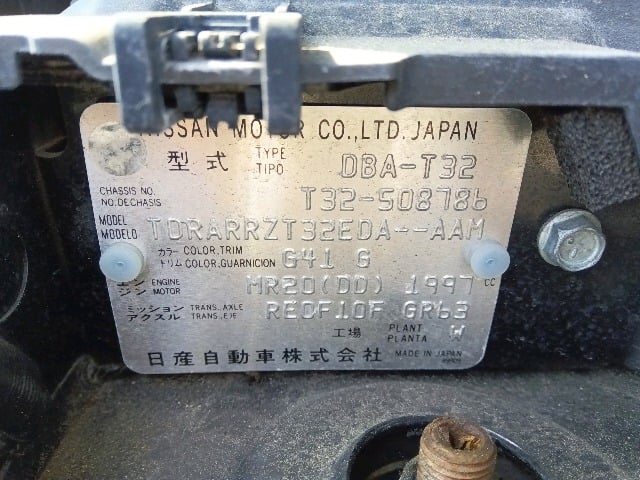 NISSAN MOTOR CO., LTD. JAPAN
型式 TYPE TIPO DBA-T32
CHASSIS NO. NO. DECHASIS T32-508786
MODEL MODELO TDRARRZT32EDA--AAM
カラー トリム COLOR, TRIM COLOR, GUARNICION G41 G
エンジン ENGINE MOTOR MR20(DD) 1997 cc
ミッション アクスル TRANS., AXLE TRANS., EJE RE0F10F GR63
工場 PLANT PLANTA W
日産自動車株式会社 MADE IN JAPAN